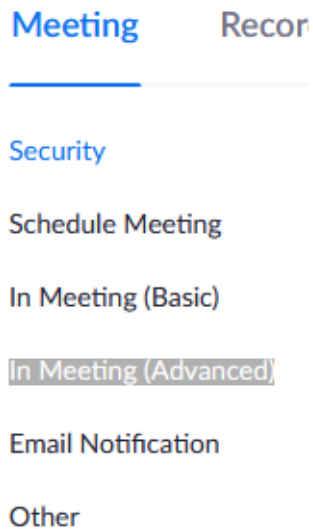 Meeting Recor
Security
Schedule Meeting
In Meeting (Basic)
In Meeting (Advanced)
Email Notification
Other